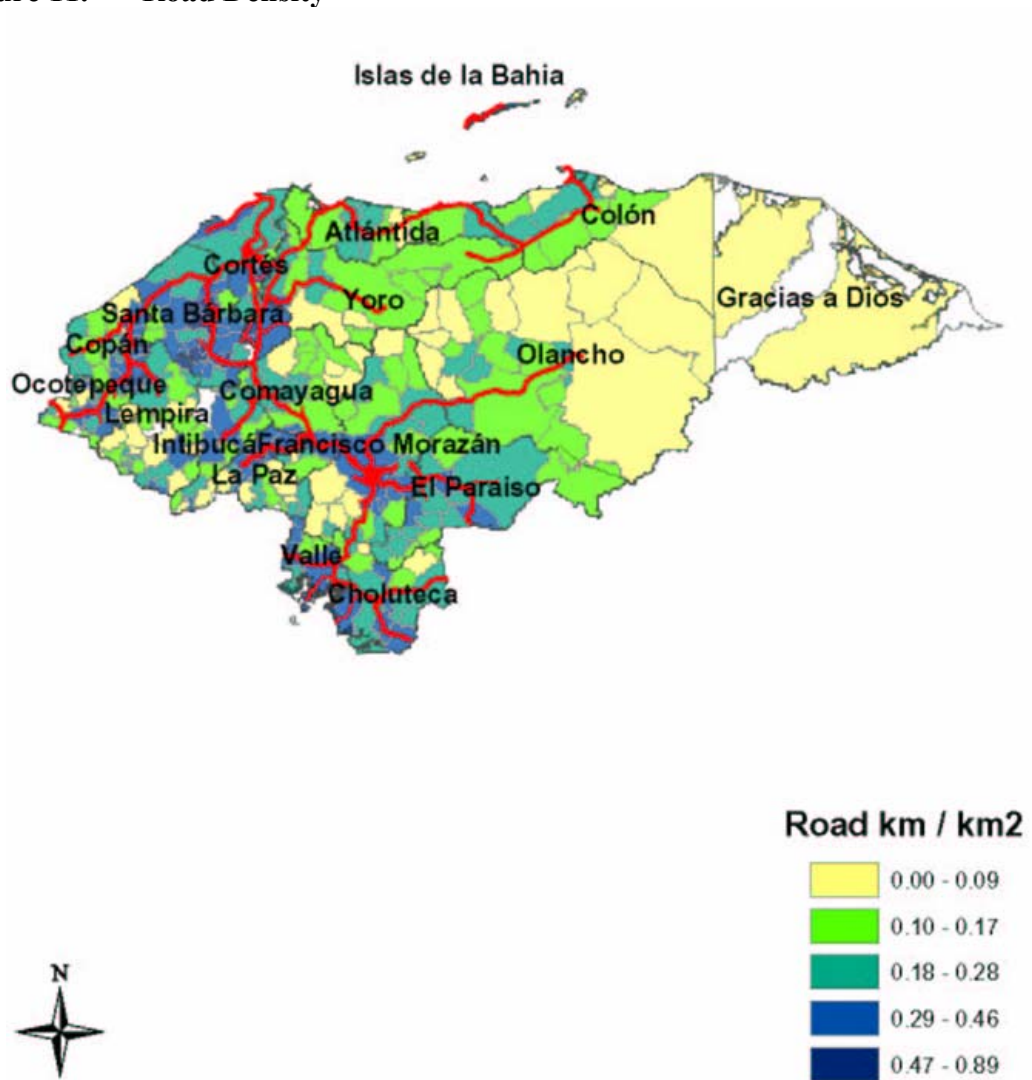 Road Density
Islas de la Bahia
Colón
Atlántida
Cortés
Gracias a Dios
Yoro
Santa Bárbara
Copán
Olancho
Ocotepeque
Comayagua
Lempira
Intibucá Francisco Morazán
La Paz
El Paraiso
Valle
Choluteca
Road km / km2
0.00 - 0.09
0.10 - 0.17
0.18 - 0.28
N
0.29 - 0.46
0.47 - 0.89